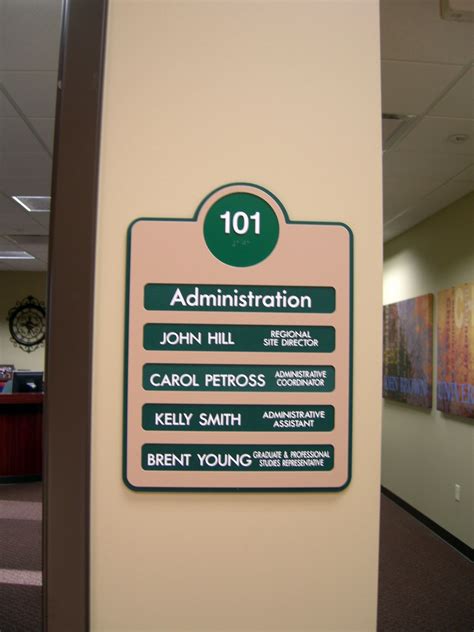 101
Administration
JOHN HILL REGIONAL
SITE DIRECTOR
CAROL PETROSS ADMINISTRATIVE
COORDINATOR
KELLY SMITH ADMINISTRATIVE
ASSISTANT
BRENT YOUNG GRADUATE & PROFESSIONAL
STUDIES REPRESENTATIVE